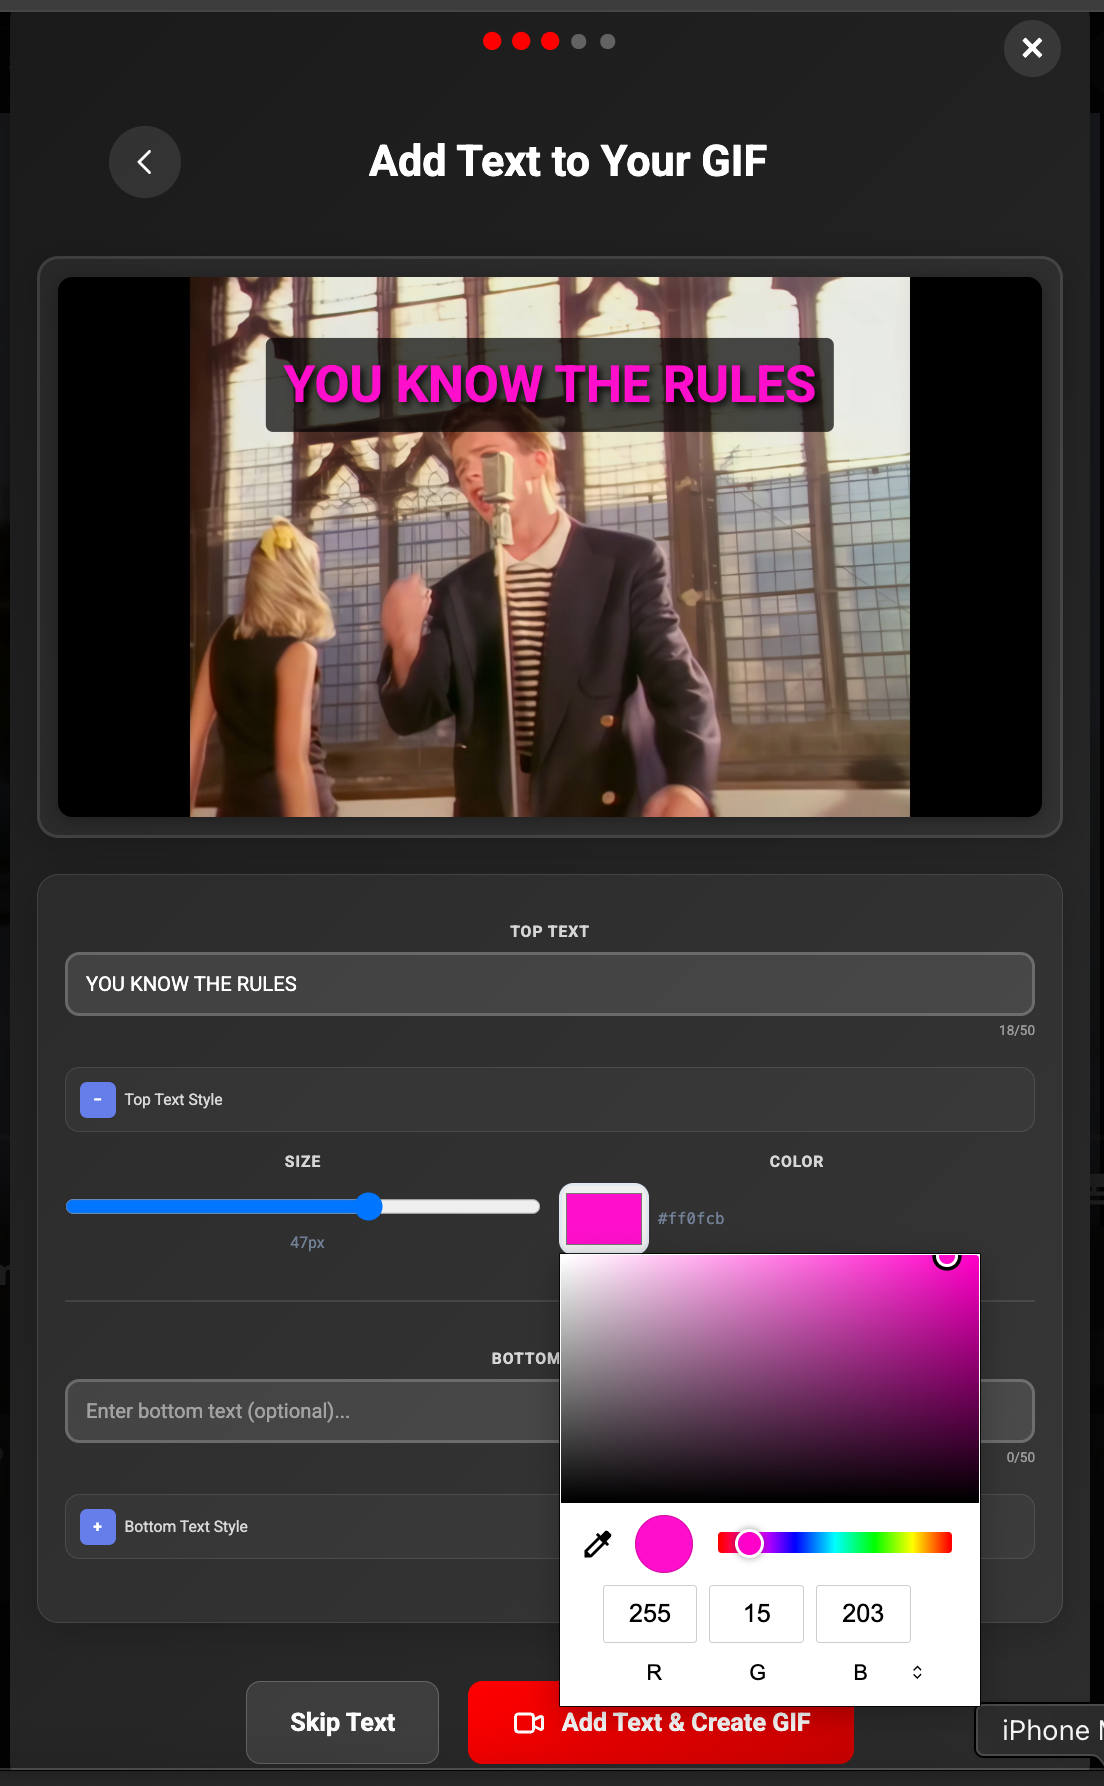 Add Text to Your GIF
YOU KNOW THE RULES
TOP TEXT
YOU KNOW THE RULES
18/50
- Top Text Style
SIZE
COLOR
47px
#ff0fcb
BOTTOM
Enter bottom text (optional)...
0/50
+ Bottom Text Style
255 15 203
R G B
Skip Text
Add Text & Create GIF
iPhone